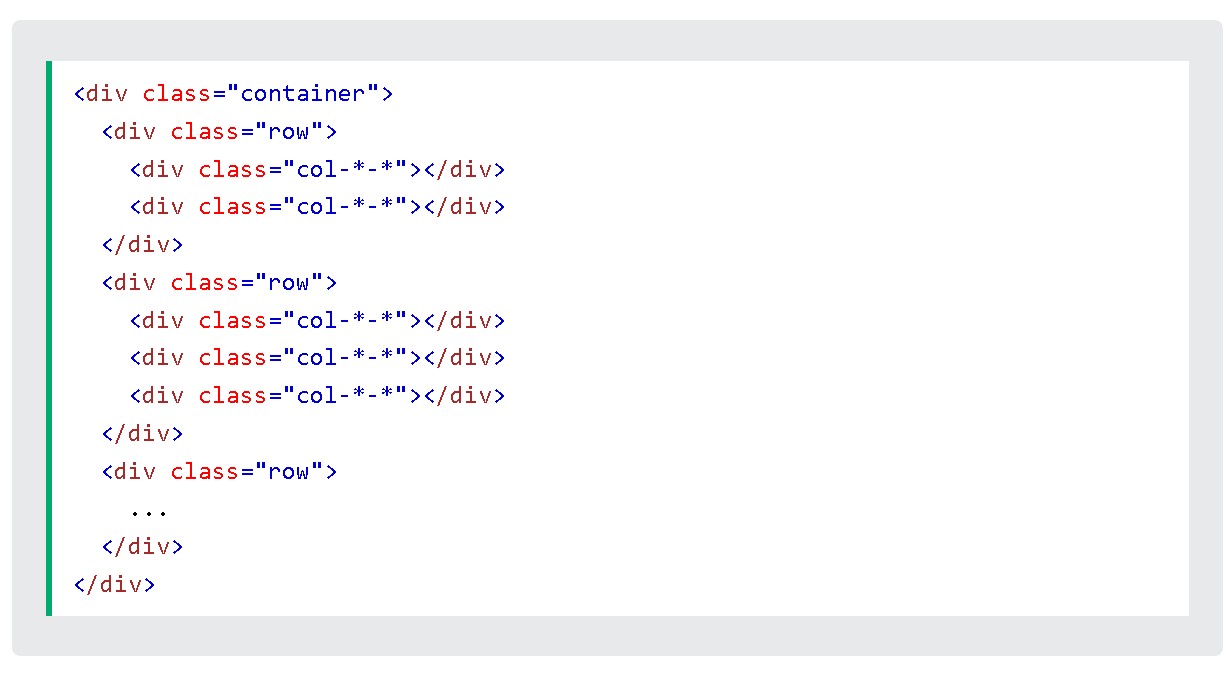 <div class="container">
  <div class="row">
    <div class="col-*-*"></div>
    <div class="col-*-*"></div>
  </div>
  <div class="row">
    <div class="col-*-*"></div>
    <div class="col-*-*"></div>
    <div class="col-*-*"></div>
  </div>
  <div class="row">
    ...
  </div>
</div>